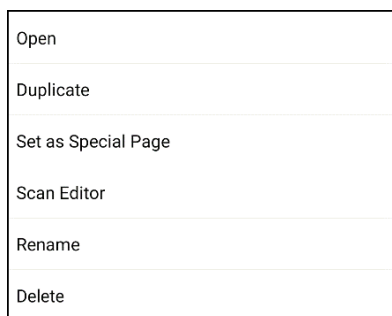 Open
Duplicate
Set as Special Page
Scan Editor
Rename
Delete